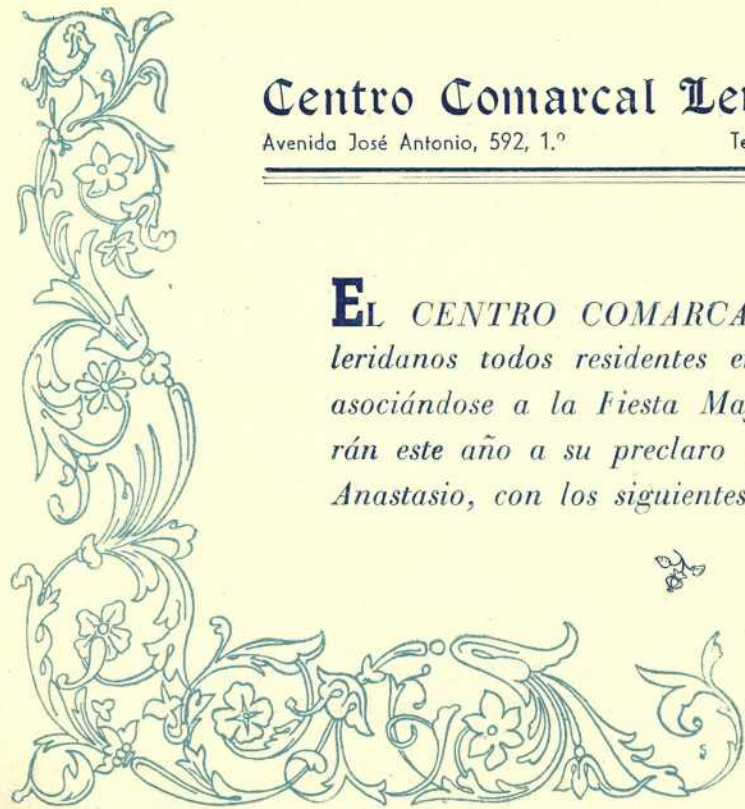 Centro Comarcal Ler
Avenida José Antonio, 592, 1.º Te
EL CENTRO COMARCA
leridanos todos residentes e
asociándose a la Fiesta Ma
rán este año a su preclaro
Anastasio, con los siguientes